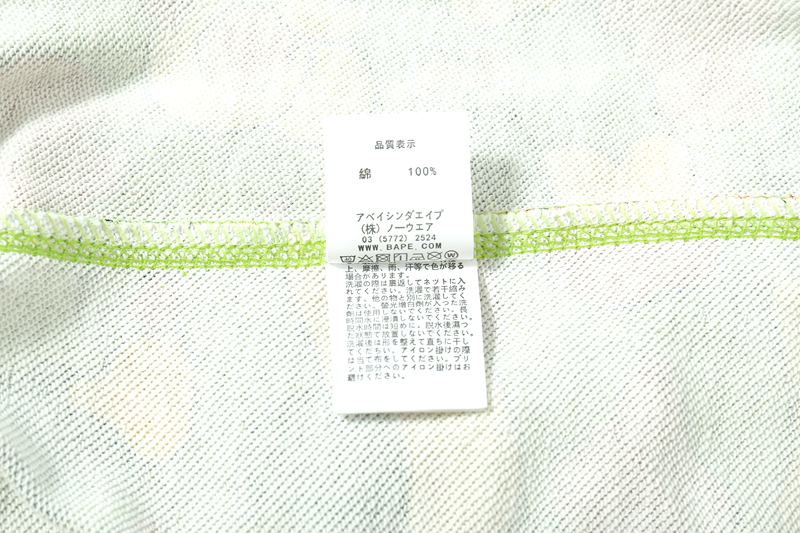 品質表示
綿 100%
アベイシングエイプ
(株) ノーウエア
03 (5772) 2524
WWW.BAPE.COM
上、摩擦、雨、汗等で色が移る
場合があります。
洗濯の際は裏返してネットに入
れてください。洗濯で若干縮み
ます。他の物と別に洗濯してく
ださい。蛍光増白剤が入った洗
剤は使用しないでください。長
時間水に浸漬しないでください。
脱水時間は短めに。脱水後湿っ
た状態で放置しないでください。
洗濯後は形を整えて直ちに干し
てください。アイロン掛けの際
は当て布をしてください。プリ
ント部分へのアイロン掛けはお
避けください。